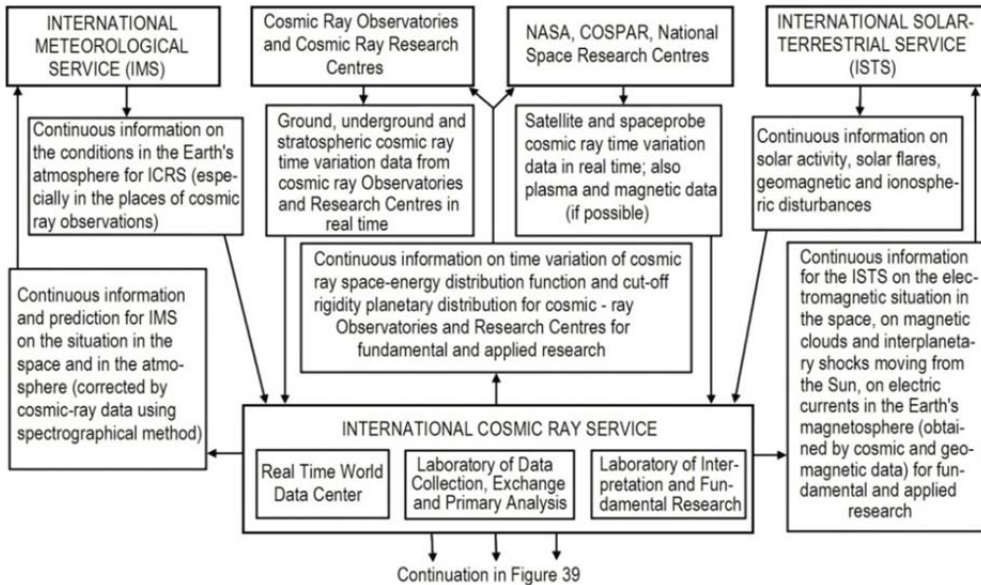 INTERNATIONAL
METEOROLOGICAL
SERVICE (IMS)
Cosmic Ray Observatories
and Cosmic Ray Research
Centres
NASA, COSPAR, National
Space Research Centres
INTERNATIONAL SOLAR-
TERRESTRIAL SERVICE
(ISTS)
Continuous information on
the conditions in the Earth's
atmosphere for ICRS (espe-
cially in the places of cosmic
ray observations)
Ground, underground and
stratospheric cosmic ray
time variation data from
cosmic ray Observatories
and Research Centres in
real time
Satellite and spaceprobe
cosmic ray time variation
data in real time; also
plasma and magnetic data
(if possible)
Continuous information on
solar activity, solar flares,
geomagnetic and ionosphe-
ric disturbances
Continuous information
and prediction for IMS
on the situation in the
space and in the atmo-
sphere (corrected by
cosmic-ray data using
spectrographical method)
Continuous information on time variation of cosmic
ray space-energy distribution function and cut-off
rigidity planetary distribution for cosmic - ray
Observatories and Research Centres for
fundamental and applied research
Continuous information
for the ISTS on the elect-
romagnetic situation in
the space, on magnetic
clouds and interplanet-
ary shocks moving from
the Sun, on electric
currents in the Earth's
magnetosphere (obtai-
ned by cosmic and geo-
magnetic data) for fund-
amental and applied
research
INTERNATIONAL COSMIC RAY SERVICE
Real Time World
Data Center
Laboratory of Data
Collection, Exchange
and Primary Analysis
Laboratory of Inter-
pretation and Fun-
damental Research
Continuation in Figure 39